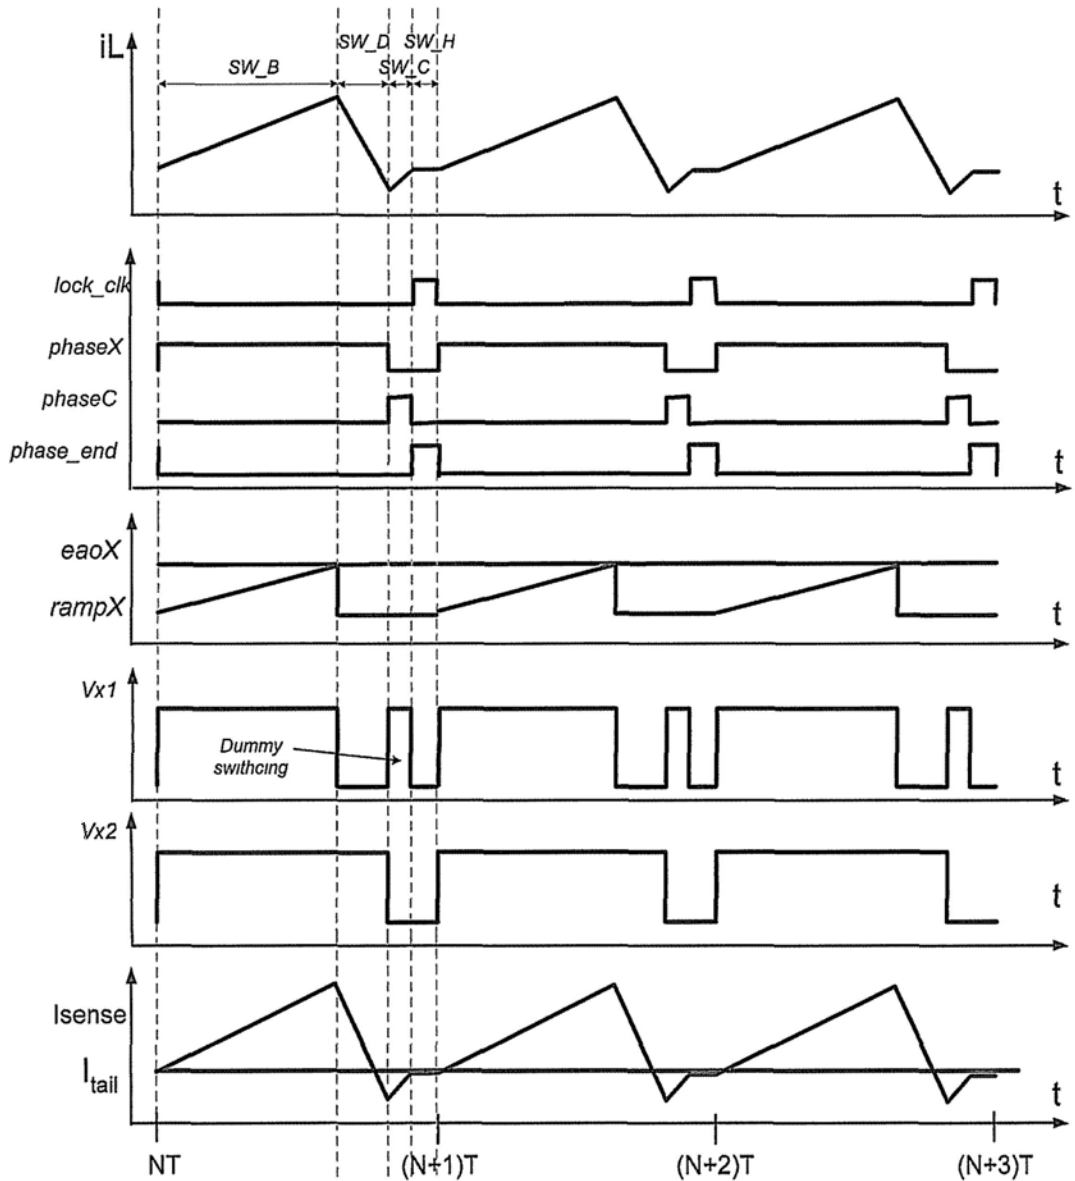 iL
SW_D SW_H
SW_B SW_C
t
lock_clk
phaseX
phaseC
phase_end
t
eaoX
rampX
t
Vx1
Dummy
swithcing
t
Vx2
t
Isense
Itail
t
NT (N+1)T (N+2)T (N+3)T